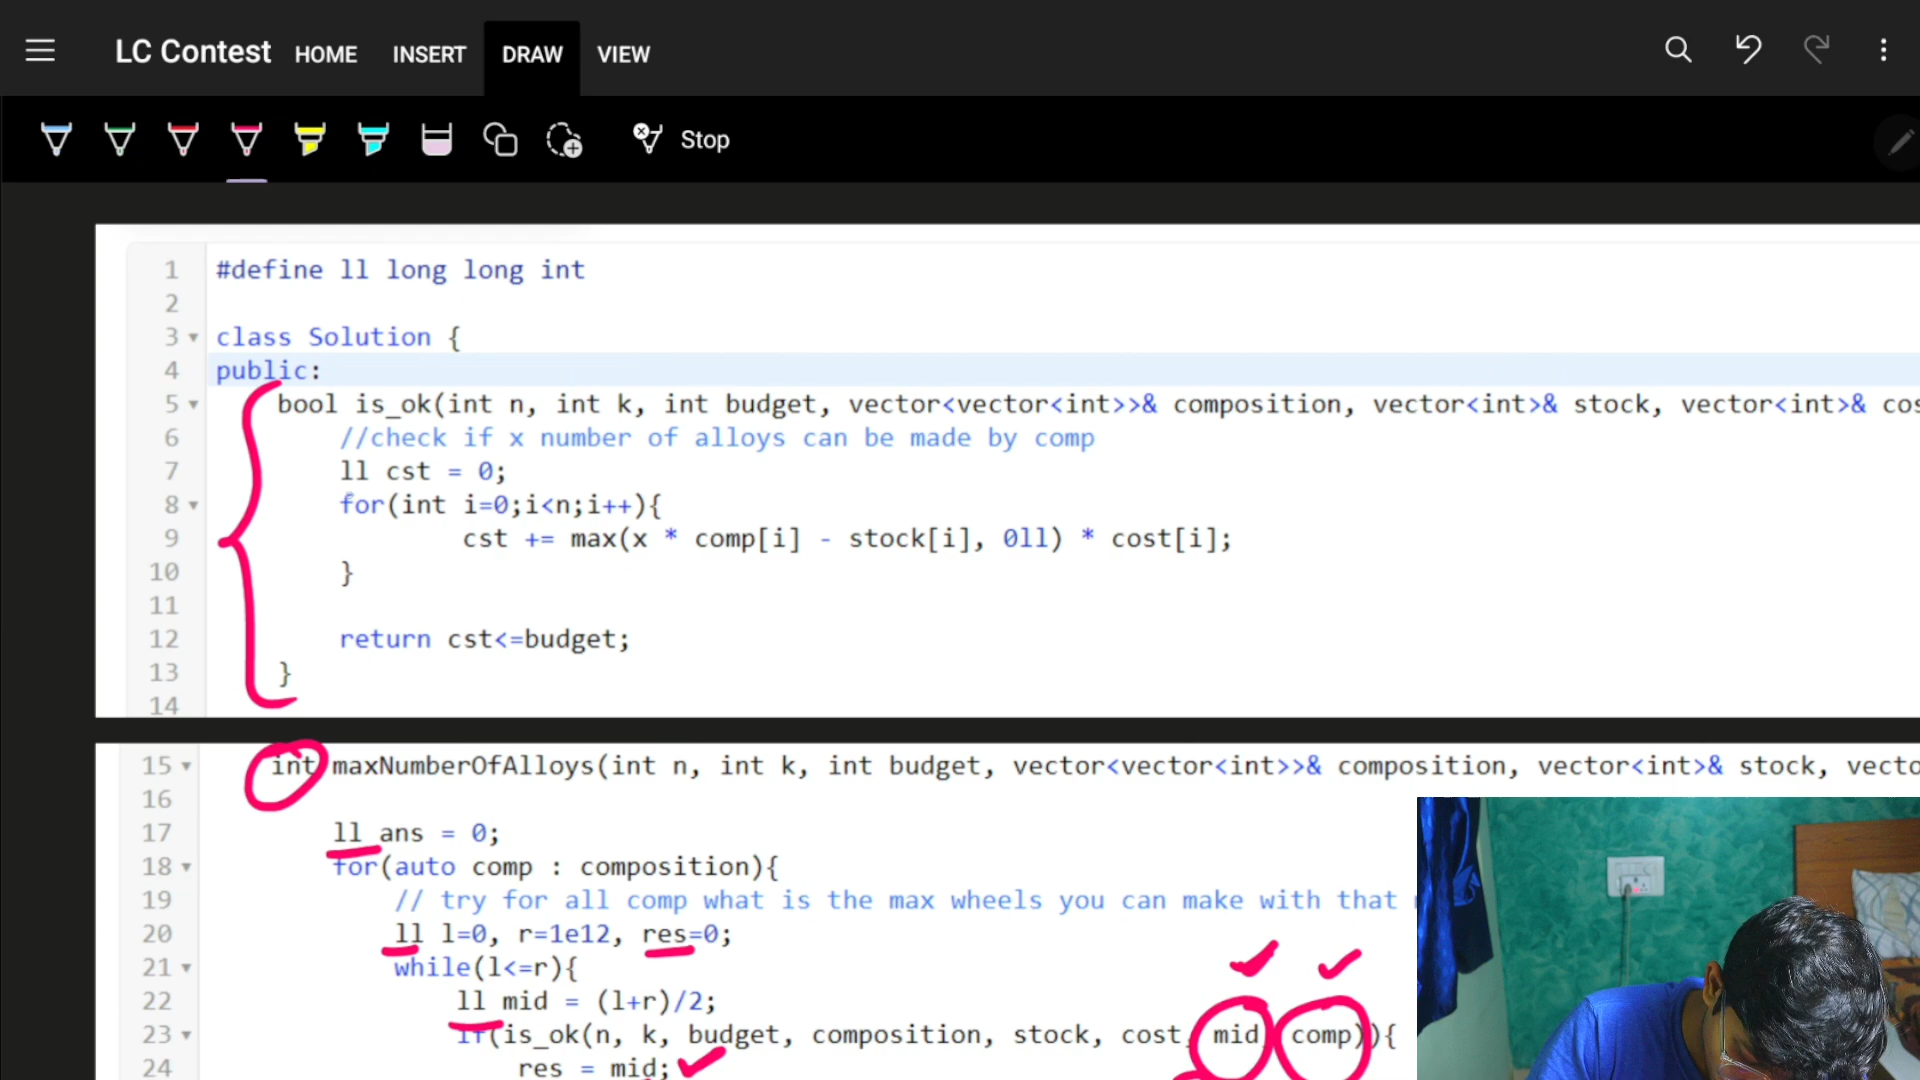 LC Contest HOME INSERT DRAW VIEW
Stop
1 #define ll long long int
2
3 class Solution {
4 public:
5 bool is_ok(int n, int k, int budget, vector<vector<int>>& composition, vector<int>& stock, vector<int>& cos
6 //check if x number of alloys can be made by comp
7 ll cst = 0;
8 for(int i=0;i<n;i++){
9 cst += max(x * comp[i] - stock[i], 0ll) * cost[i];
10 }
11
12 return cst<=budget;
13 }
14
15 int maxNumberOfAlloys(int n, int k, int budget, vector<vector<int>>& composition, vector<int>& stock, vecto
16
17 ll ans = 0;
18 for(auto comp : composition){
19 // try for all comp what is the max wheels you can make with that
20 ll l=0, r=1e12, res=0;
21 while(l<=r){
22 ll mid = (l+r)/2;
23 if(is_ok(n, k, budget, composition, stock, cost, mid, comp)){
24 res = mid;